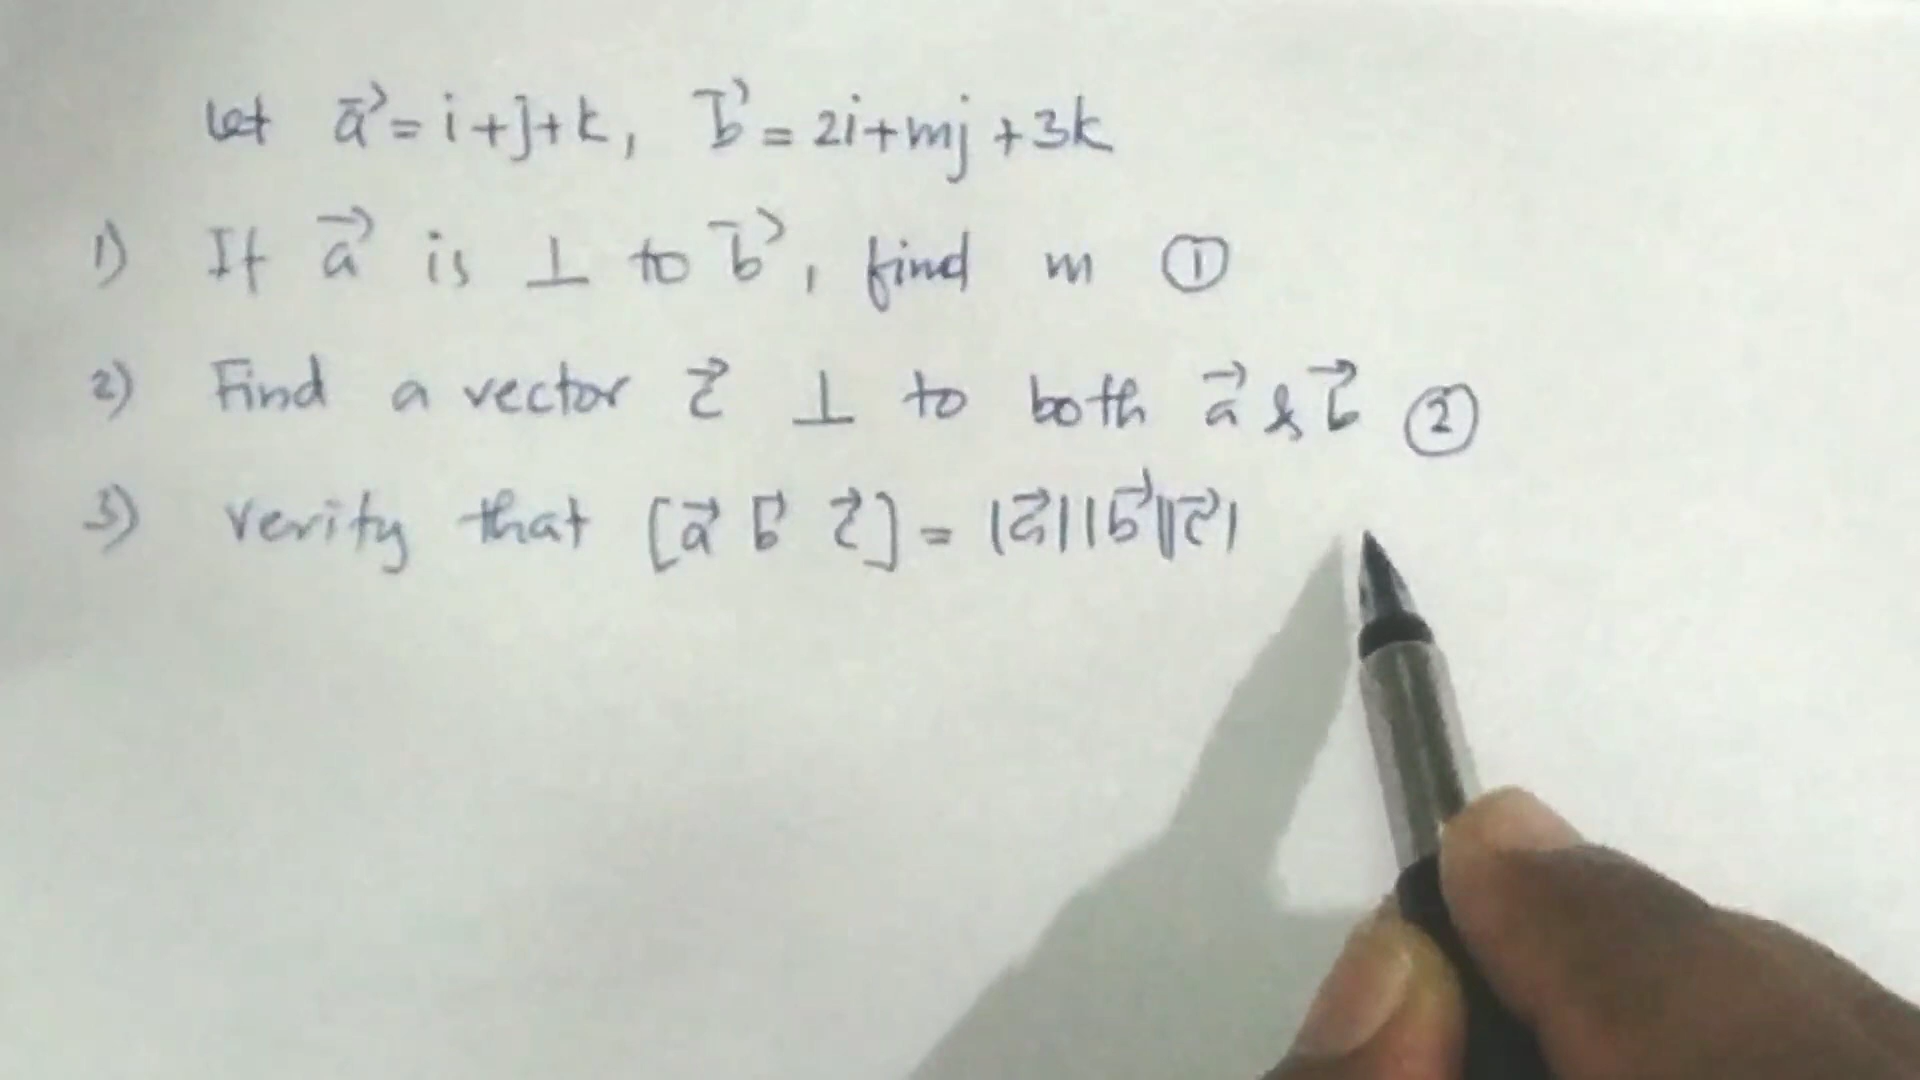 Let a⃗ = i + j + k, b⃗ = 2i + mj + 3k
1) If a⃗ is ⊥ to b⃗, find m ①
2) Find a vector c⃗ ⊥ to both a⃗ & b⃗ ②
3) verify that [a⃗ b⃗ c⃗] = |a⃗||b⃗||c⃗|